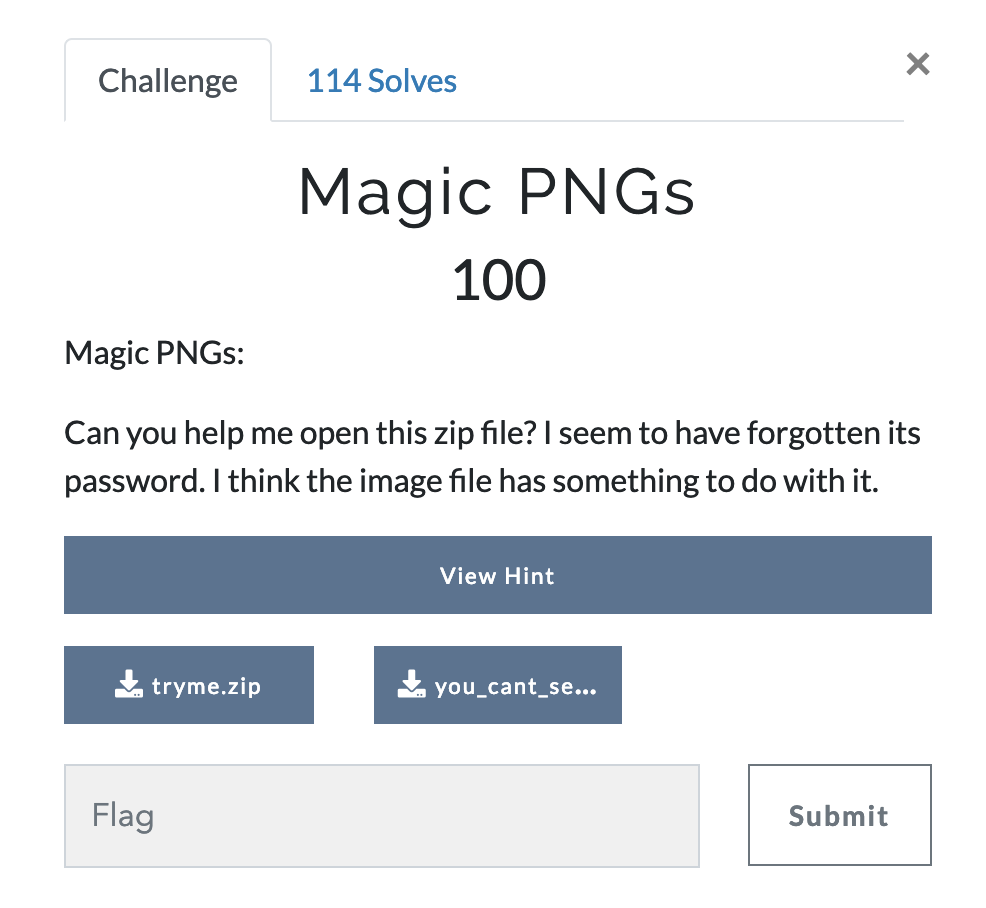 Challenge
114 Solves
×
Magic PNGs
100
Magic PNGs:
Can you help me open this zip file? I seem to have forgotten its
password. I think the image file has something to do with it.
View Hint
tryme.zip
you_cant_se...
Flag
Submit